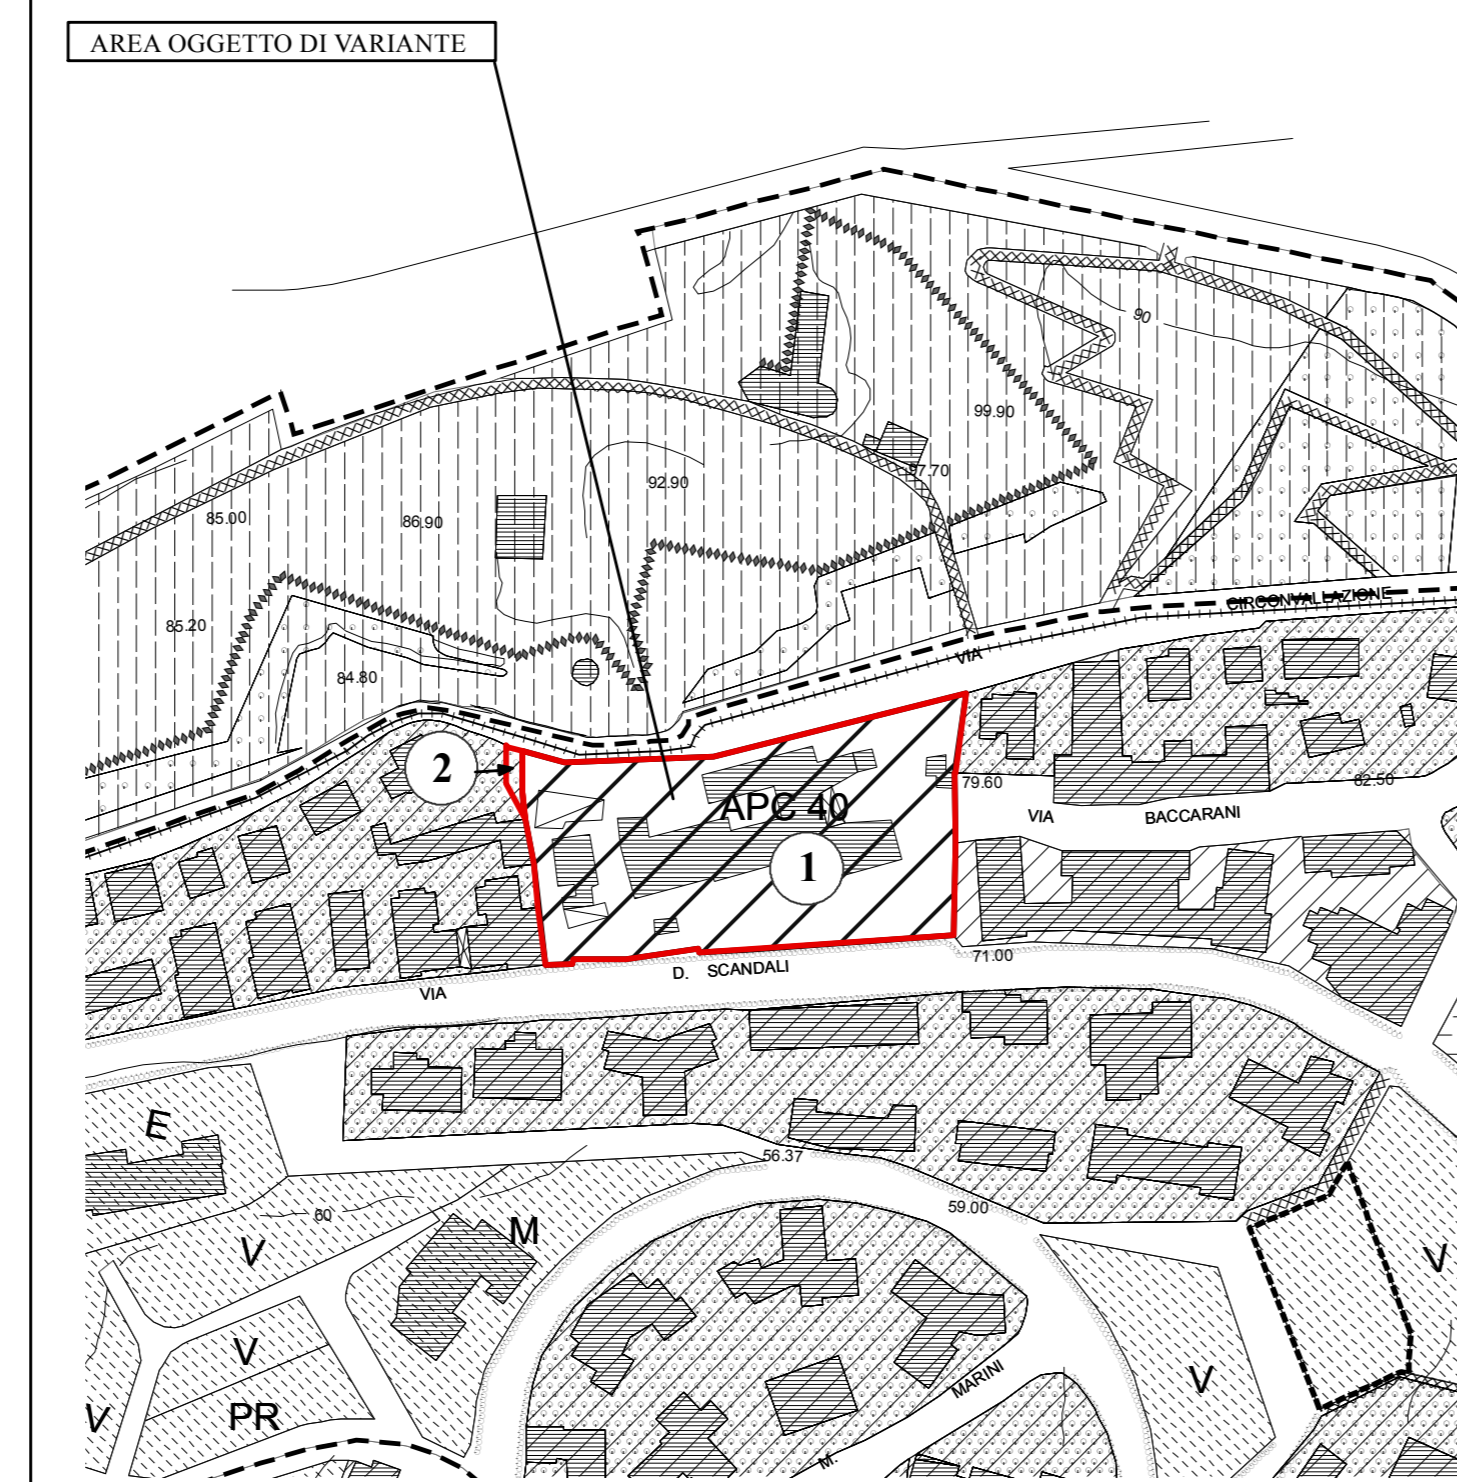 AREA OGGETTO DI VARIANTE
90
99.90
97.70
92.90
85.00
86.90
85.20
84.80
VIA CIRCONVALLAZIONE
2
79.60
82.50
APC 40
VIA BACCARANI
1
71.00
VIA D. SCANDALI
E
56.37
59.00
60
M
V
V
V
V
V
PR
M. MARINI